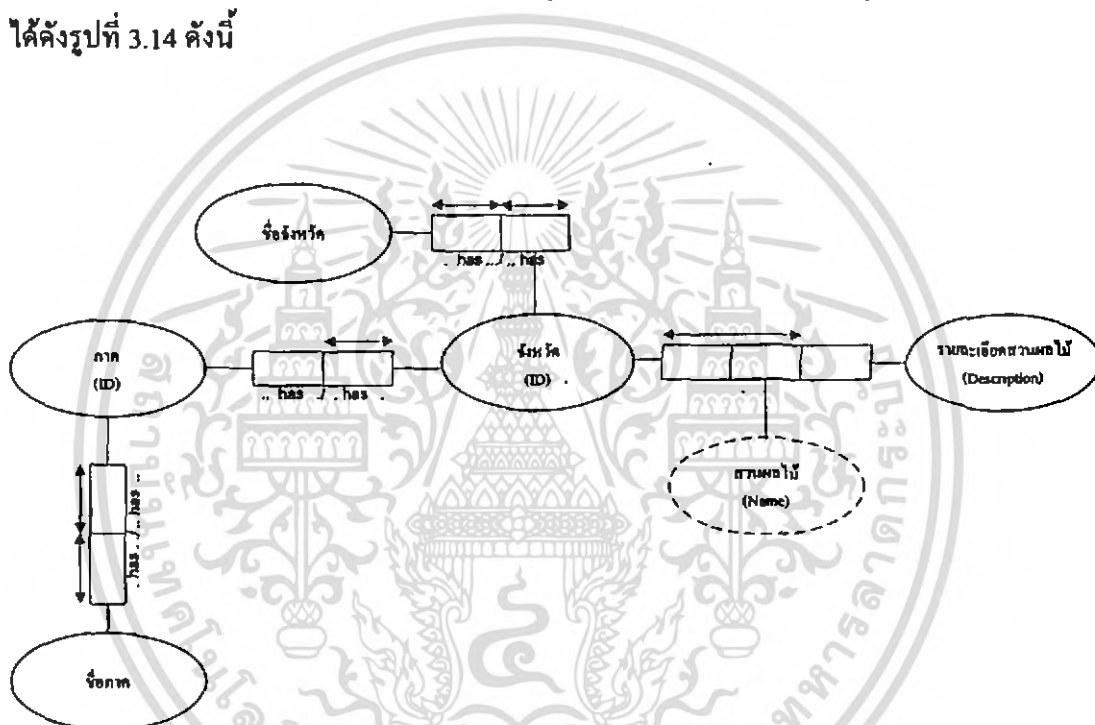 ได้ดังรูปที่ 3.14 ดังนี้
ชื่อจังหวัด
.. has .../.. has
ภาค
(ID)
.. has ../. has .
จังหวัด
(ID)
รายละเอียดสวนผลไม้
(Description)
สวนผลไม้
(Name)
. has ../.. has ..
ชื่อภาค